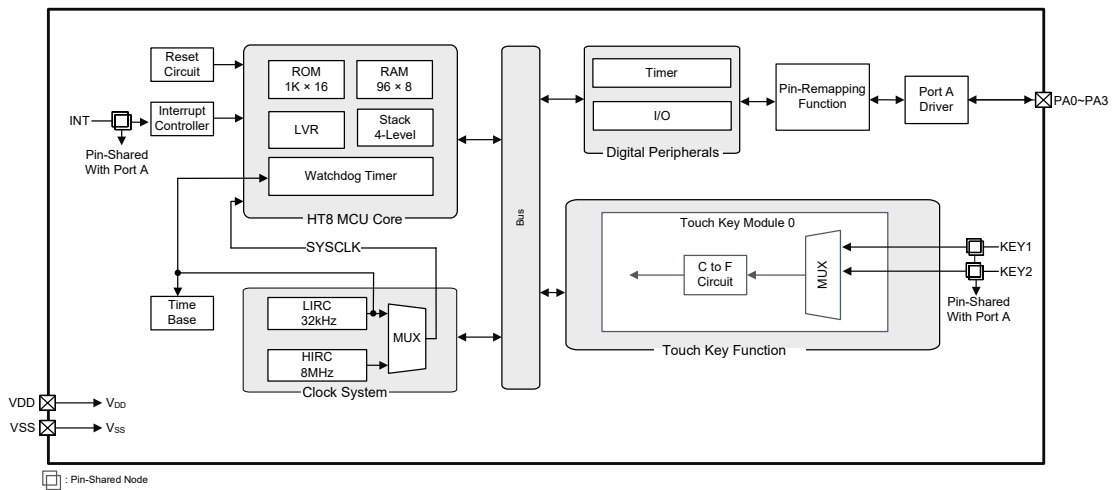 Reset
Circuit
INT
Interrupt
Controller
Pin-Shared
With Port A
ROM
1K × 16
RAM
96 × 8
LVR
Stack
4-Level
Watchdog Timer
HT8 MCU Core
SYSCLK
Time
Base
LIRC
32kHz
HIRC
8MHz
MUX
Clock System
Bus
Timer
I/O
Digital Peripherals
Pin-Remapping
Function
Port A
Driver
PA0~PA3
Touch Key Module 0
C to F
Circuit
MUX
KEY1
KEY2
Pin-Shared
With Port A
Touch Key Function
VDD
VDD
VSS
VSS
: Pin-Shared Node